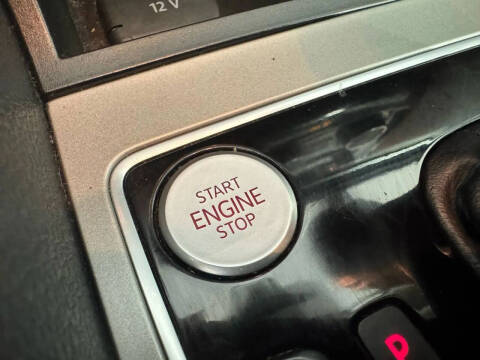 12 V
START
ENGINE
STOP
D